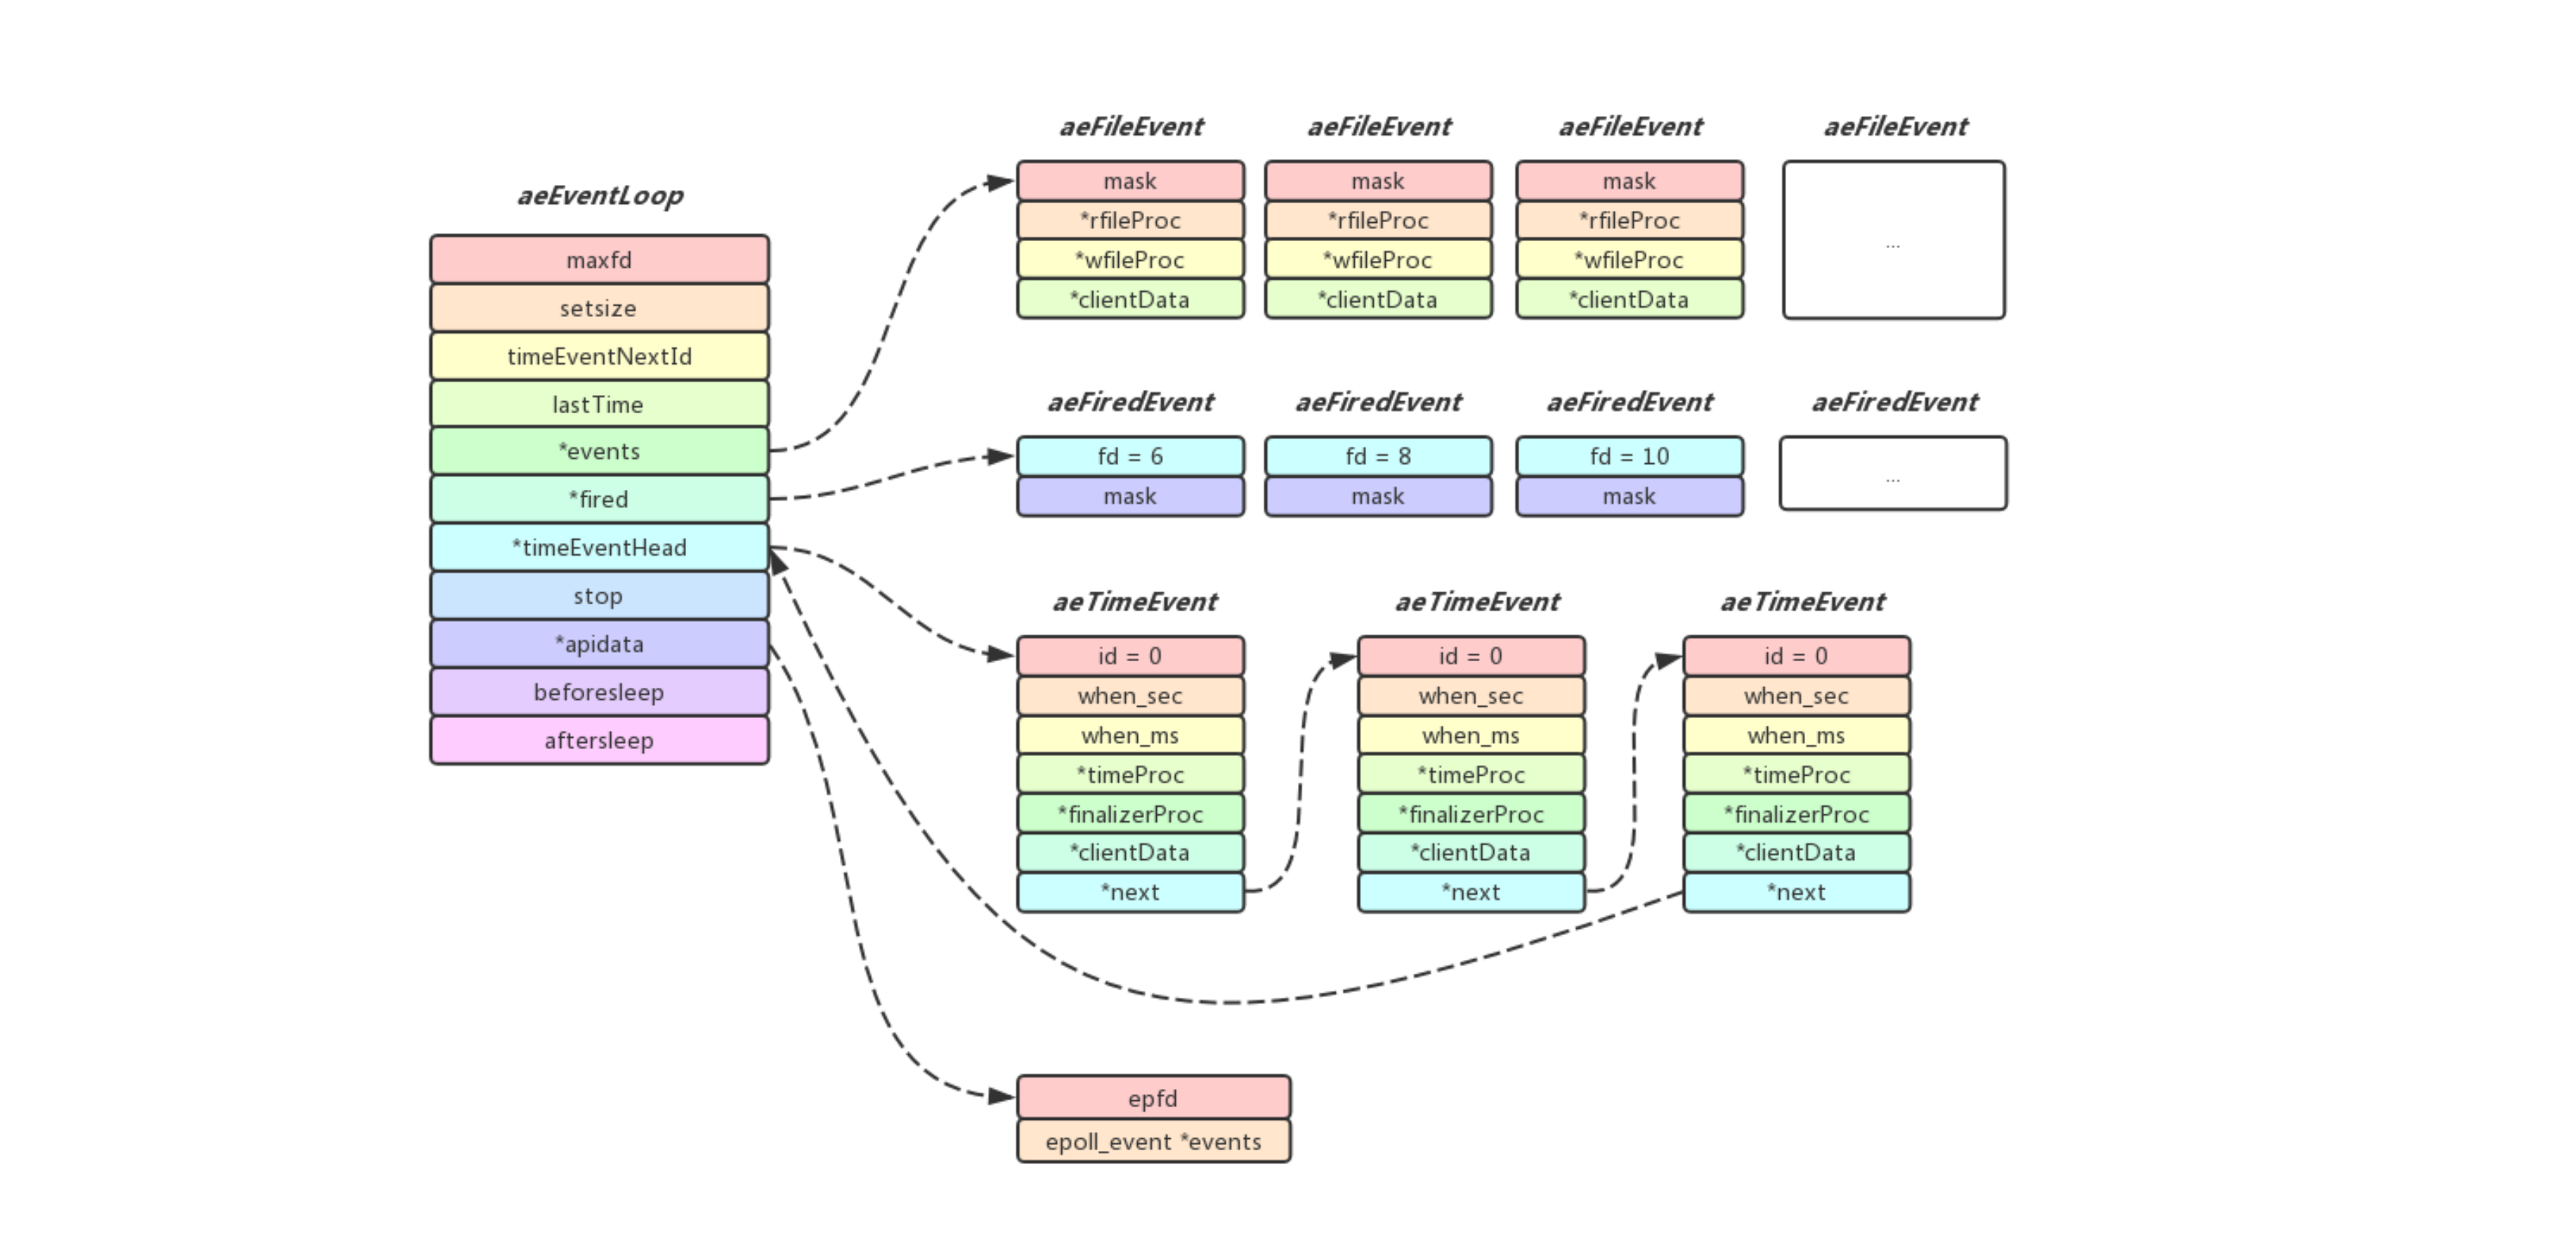 aeEventLoop
maxfd
setsize
timeEventNextId
lastTime
*events
*fired
*timeEventHead
stop
*apidata
beforesleep
aftersleep
aeFileEvent
mask
*rfileProc
*wfileProc
*clientData
aeFileEvent
mask
*rfileProc
*wfileProc
*clientData
aeFileEvent
mask
*rfileProc
*wfileProc
*clientData
aeFileEvent
...
aeFiredEvent
fd = 6
mask
aeFiredEvent
fd = 8
mask
aeFiredEvent
fd = 10
mask
aeFiredEvent
...
aeTimeEvent
id = 0
when_sec
when_ms
*timeProc
*finalizerProc
*clientData
*next
aeTimeEvent
id = 0
when_sec
when_ms
*timeProc
*finalizerProc
*clientData
*next
aeTimeEvent
id = 0
when_sec
when_ms
*timeProc
*finalizerProc
*clientData
*next
epfd
epoll_event *events